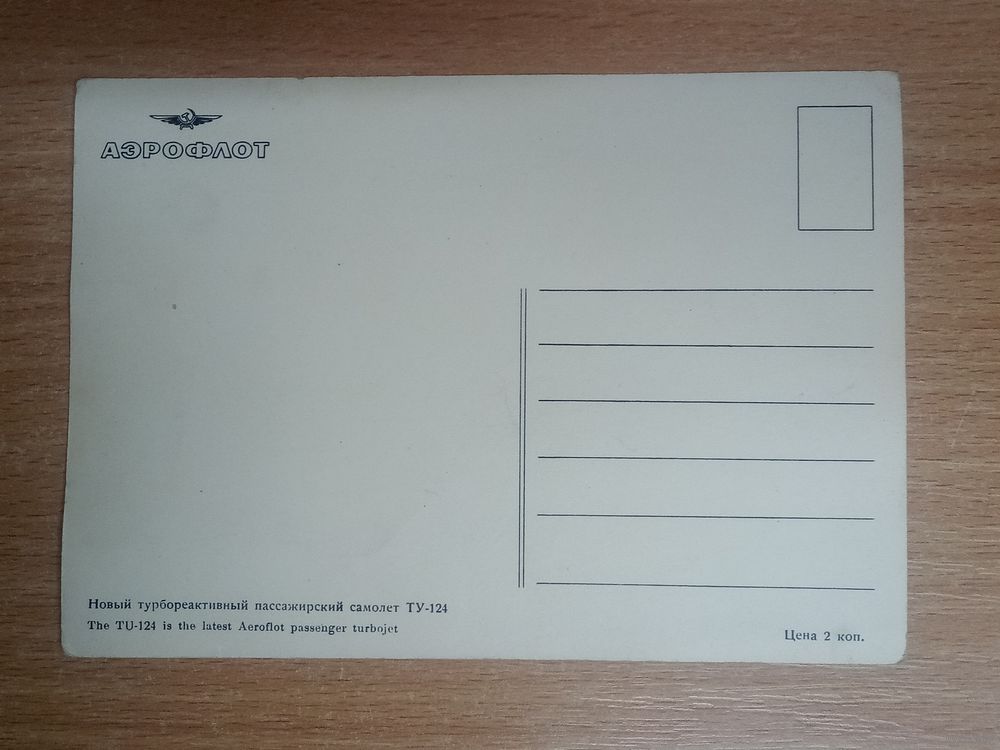 АЭРОФЛОТ
Новый турбореактивный пассажирский самолет ТУ-124
The TU-124 is the latest Aeroflot passenger turbojet
Цена 2 коп.